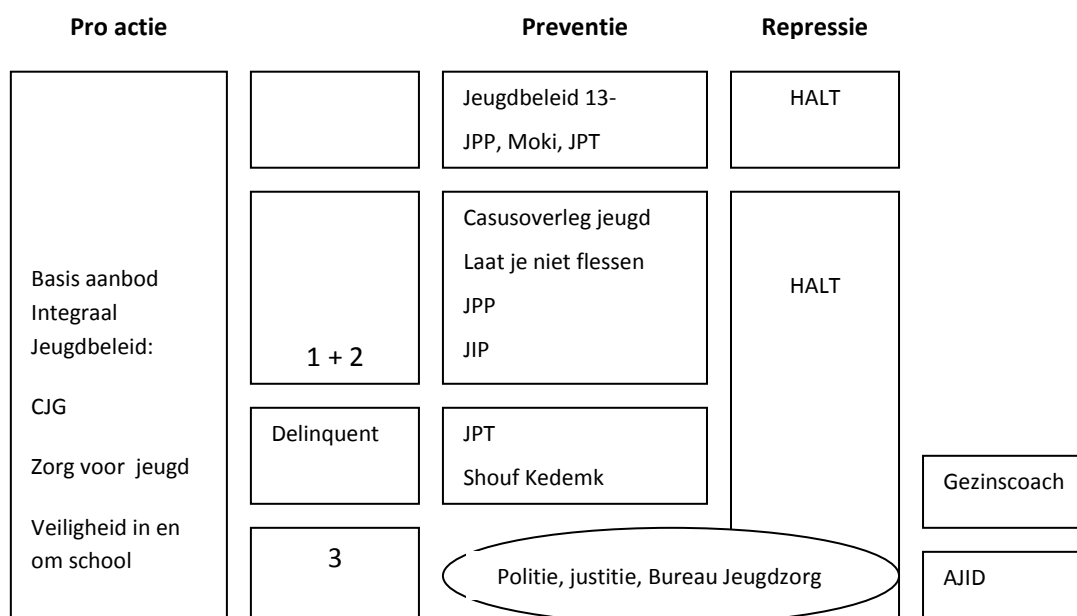 Pro actie
Preventie
Repressie
Jeugdbeleid 13-
JPP, Moki, JPT
HALT
Basis aanbod
Integraal
Jeugdbeleid:
CJG
Zorg voor jeugd
Veiligheid in en
om school
1 + 2
Casusoverleg jeugd
Laat je niet flessen
JPP
JIP
HALT
Delinquent
JPT
Shouf Kedemk
Gezinscoach
3
Politie, justitie, Bureau Jeugdzorg
AJID